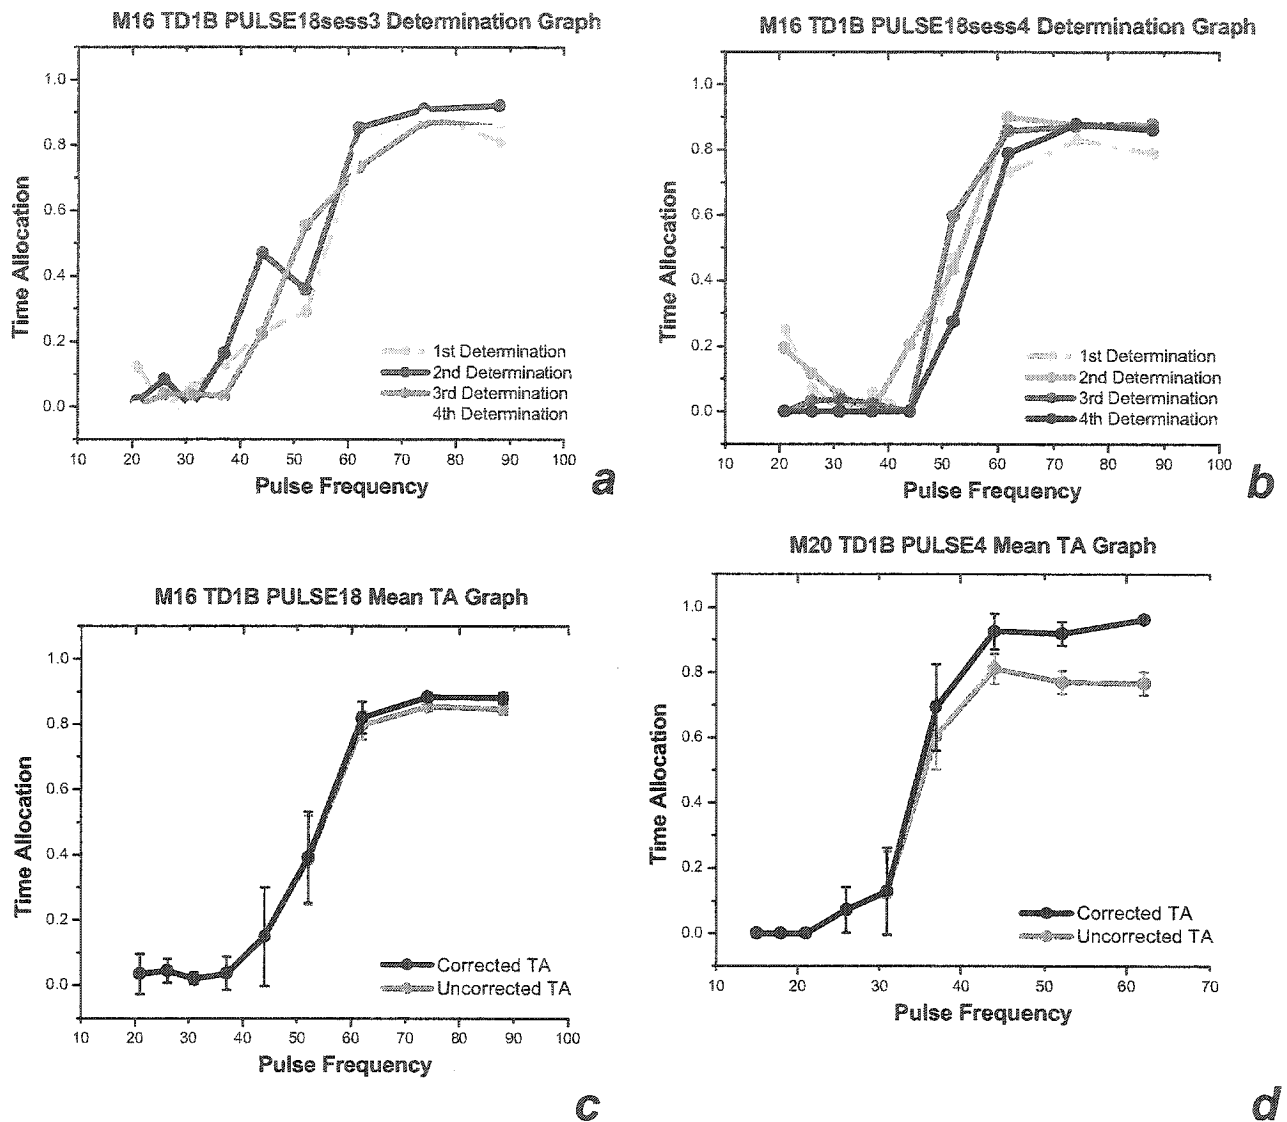 M16 TD1B PULSE18sess3 Determination Graph
Time Allocation
1.0
0.8
0.6
0.4
0.2
0.0
1st Determination
2nd Determination
3rd Determination
4th Determination
10 20 30 40 50 60 70 80 90 100
Pulse Frequency
a
M16 TD1B PULSE18sess4 Determination Graph
Time Allocation
1.0
0.8
0.6
0.4
0.2
0.0
1st Determination
2nd Determination
3rd Determination
4th Determination
10 20 30 40 50 60 70 80 90 100
Pulse Frequency
b
M16 TD1B PULSE18 Mean TA Graph
Time Allocation
1.0
0.8
0.6
0.4
0.2
0.0
Corrected TA
Uncorrected TA
10 20 30 40 50 60 70 80 90 100
Pulse Frequency
c
M20 TD1B PULSE4 Mean TA Graph
Time Allocation
1.0
0.8
0.6
0.4
0.2
0.0
Corrected TA
Uncorrected TA
10 20 30 40 50 60 70
Pulse Frequency
d